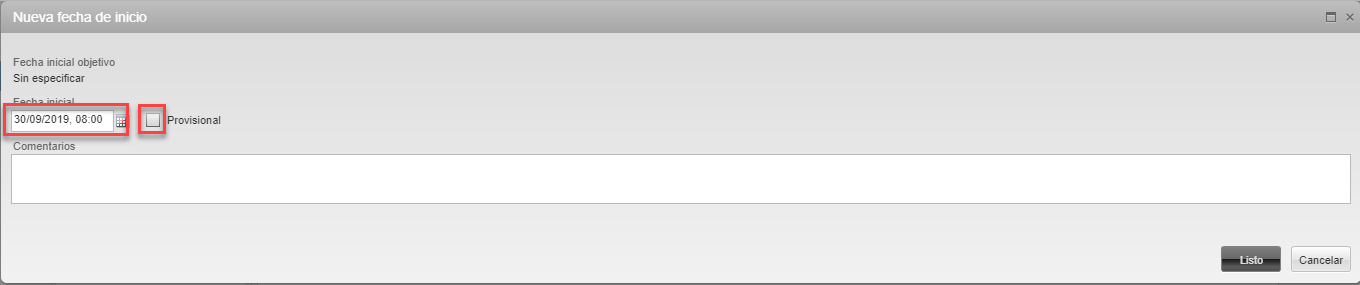 Nueva fecha de inicio
Fecha inicial objetivo
Sin especificar
Fecha inicial
30/09/2019, 08:00
Provisional
Comentarios
Listo
Cancelar